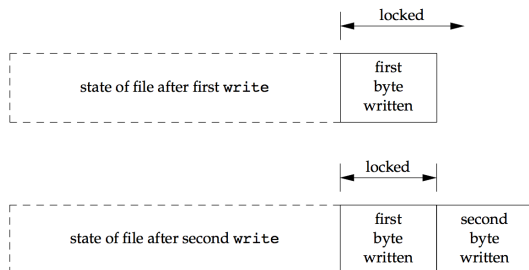 locked
state of file after first write
first
byte
written
locked
state of file after second write
first
byte
written
second
byte
written